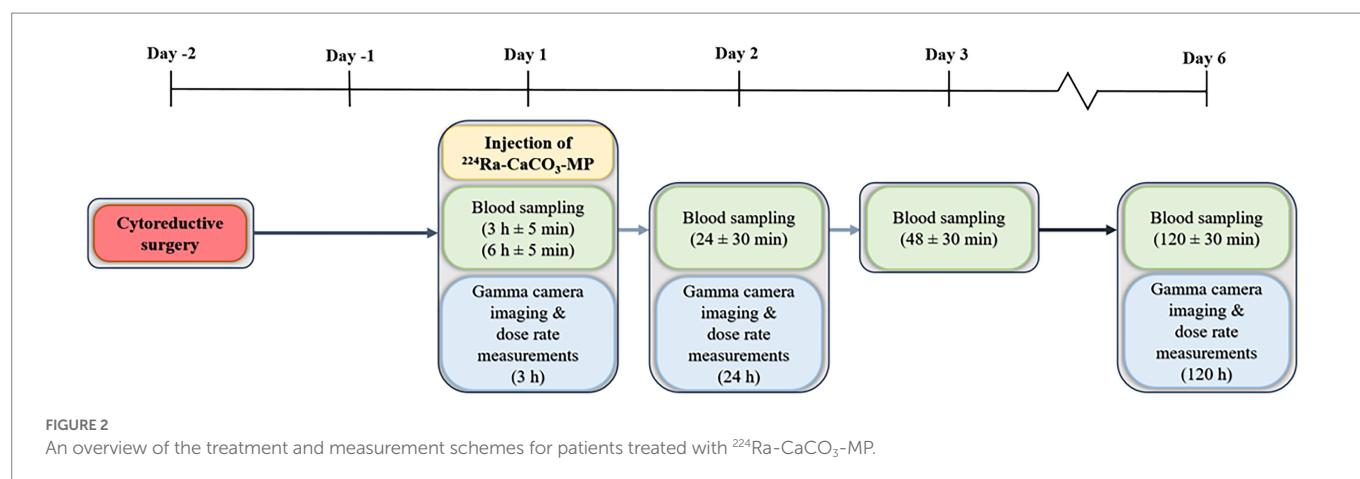 Day -2 Day -1 Day 1 Day 2 Day 3 Day 6
Cytoreductive
surgery
Injection of
²²⁴Ra-CaCO₃-MP
Blood sampling
(3 h ± 5 min)
(6 h ± 5 min)
Gamma camera
imaging &
dose rate
measurements
(3 h)
Blood sampling
(24 ± 30 min)
Gamma camera
imaging &
dose rate
measurements
(24 h)
Blood sampling
(48 ± 30 min)
Blood sampling
(120 ± 30 min)
Gamma camera
imaging &
dose rate
measurements
(120 h)
FIGURE 2
An overview of the treatment and measurement schemes for patients treated with ²²⁴Ra-CaCO₃-MP.